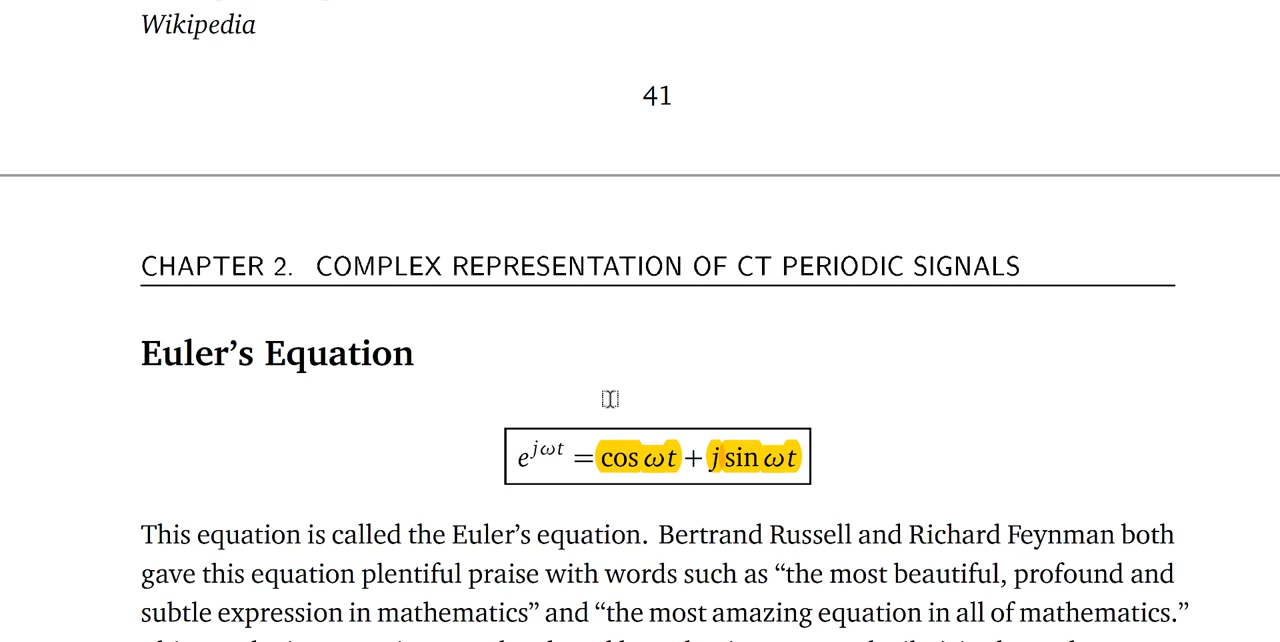 Wikipedia
41
CHAPTER 2. COMPLEX REPRESENTATION OF CT PERIODIC SIGNALS
Euler’s Equation
e^{jωt} = cos ωt + j sin ωt
This equation is called the Euler’s equation. Bertrand Russell and Richard Feynman both
gave this equation plentiful praise with words such as “the most beautiful, profound and
subtle expression in mathematics” and “the most amazing equation in all of mathematics.”